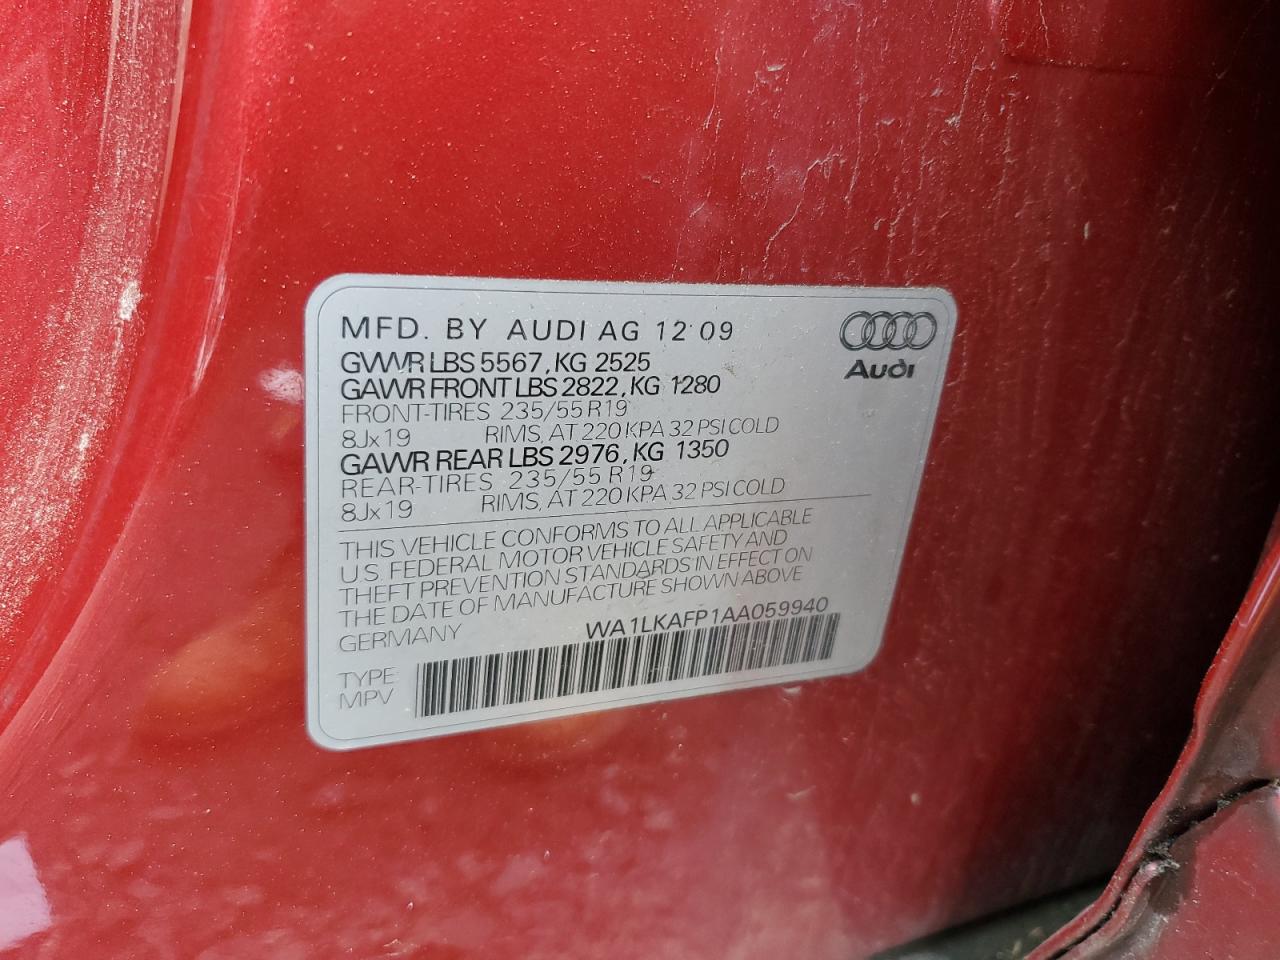 MFD. BY AUDI AG 12 09
Audi
GVWR LBS 5567, KG 2525
GAWR FRONT LBS 2822, KG 1280
FRONT-TIRES 235/55 R19
8Jx19 RIMS, AT 220 KPA 32 PSI COLD
GAWR REAR LBS 2976, KG 1350
REAR-TIRES 235/55 R19
8Jx19 RIMS, AT 220 KPA 32 PSI COLD
THIS VEHICLE CONFORMS TO ALL APPLICABLE
U.S. FEDERAL MOTOR VEHICLE SAFETY AND
THEFT PREVENTION STANDARDS IN EFFECT ON
THE DATE OF MANUFACTURE SHOWN ABOVE
GERMANY WA1LKAFP1AA059940
TYPE:
MPV